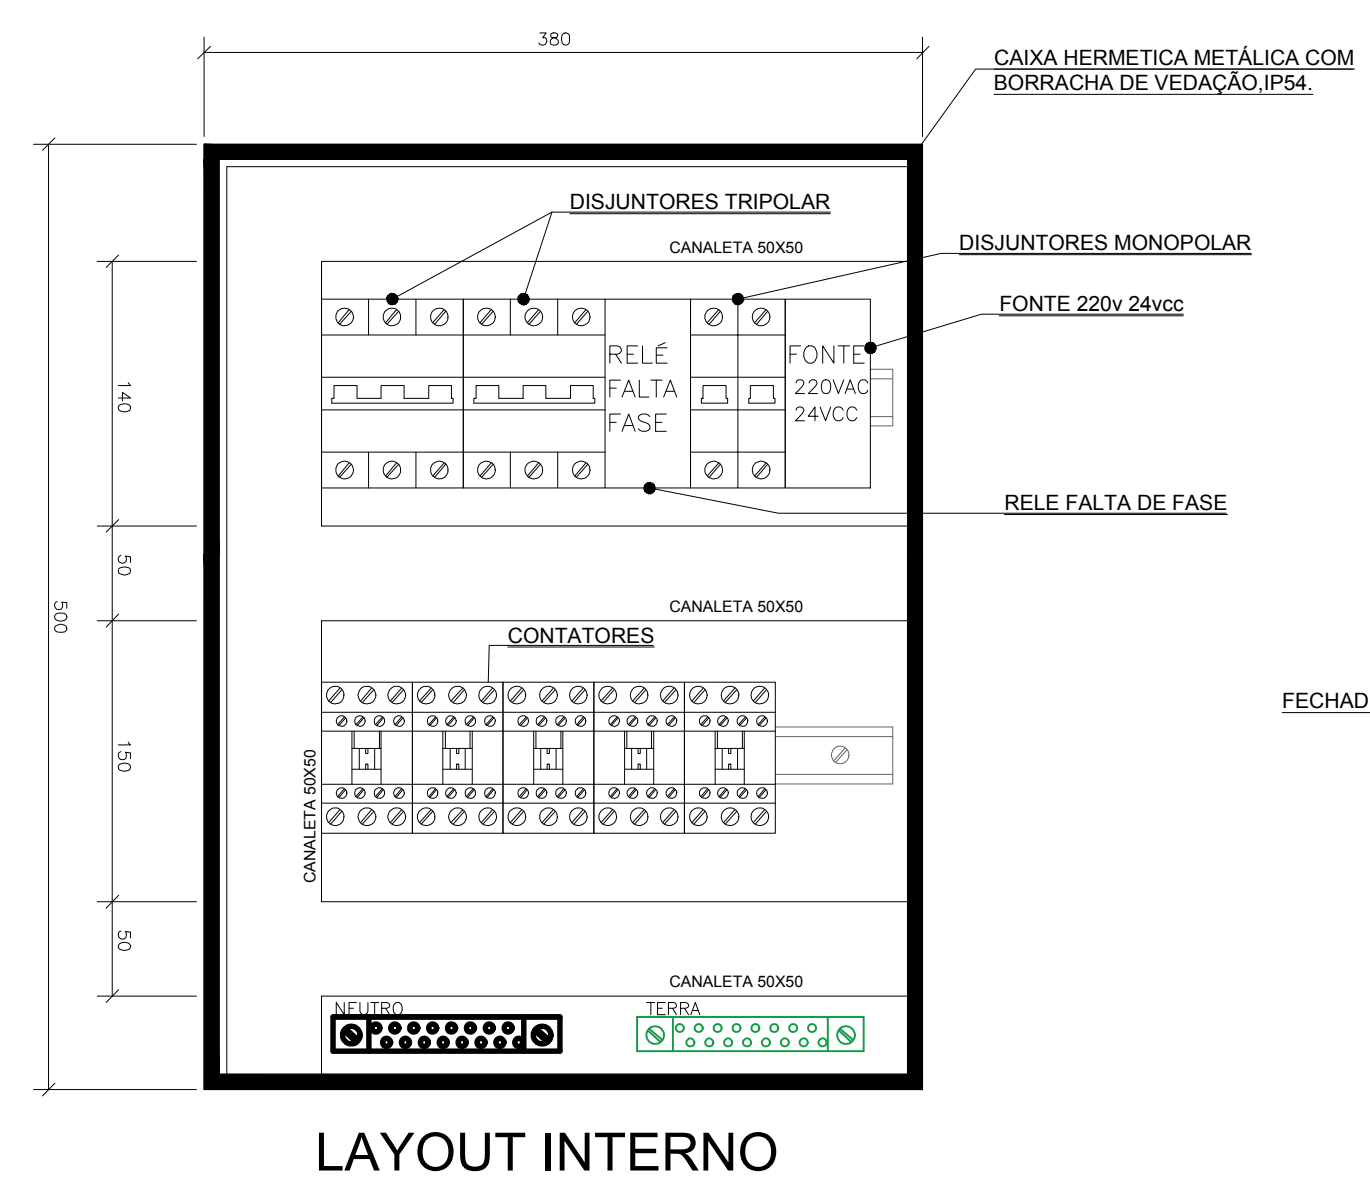 380
CAIXA HERMETICA METÁLICA COM
BORRACHA DE VEDAÇÃO,IP54.
DISJUNTORES TRIPOLAR
DISJUNTORES MONOPOLAR
CANALETA 50X50
FONTE 220v 24vcc
RELÉ
FALTA
FASE
FONTE
220VAC
24VCC
140
RELE FALTA DE FASE
50
500
CANALETA 50X50
CONTATORES
FECHAD
150
CANALETA 50X50
50
CANALETA 50X50
NEUTRO
TERRA
LAYOUT INTERNO